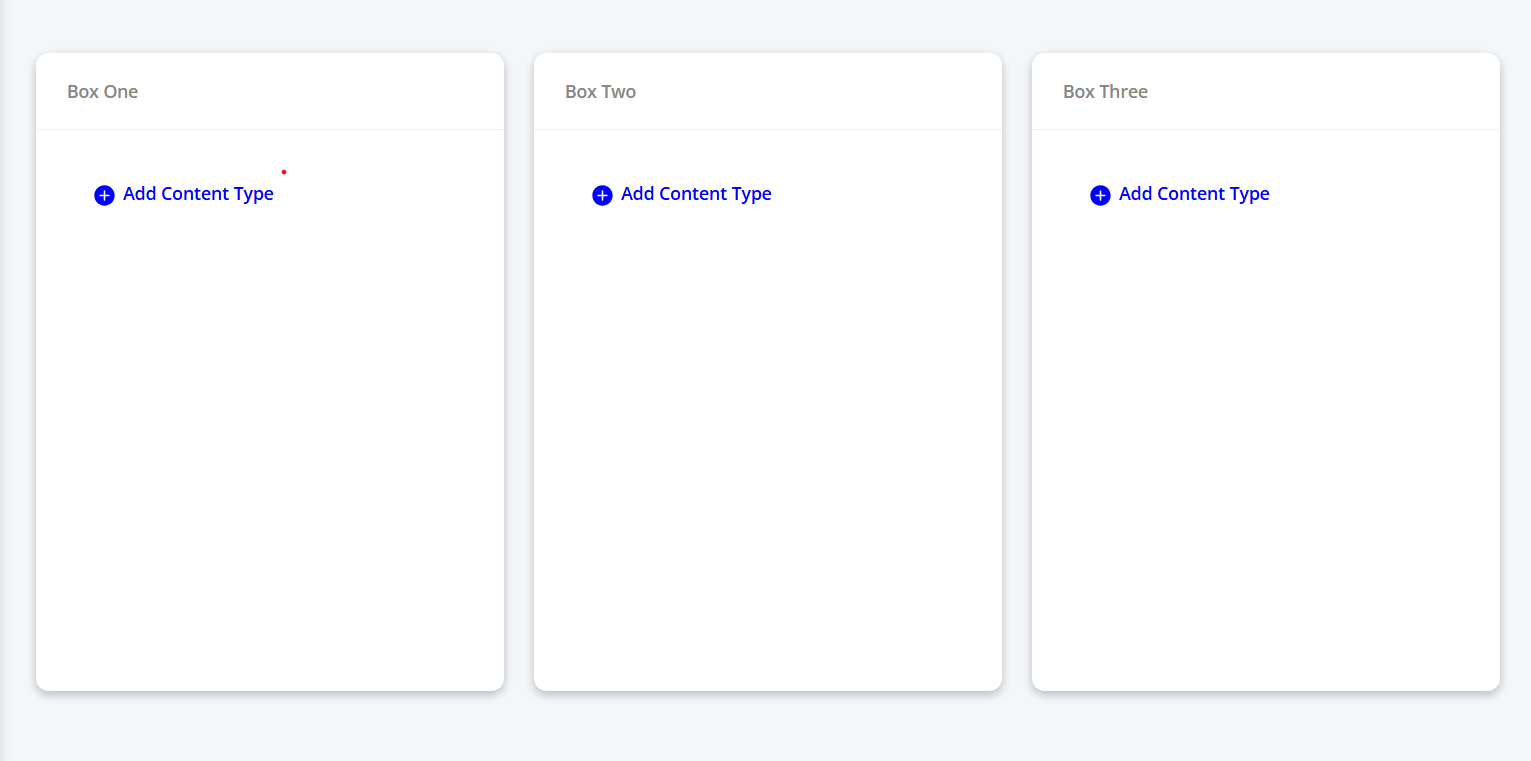 Box One
Box Two
Box Three
Add Content Type
Add Content Type
Add Content Type